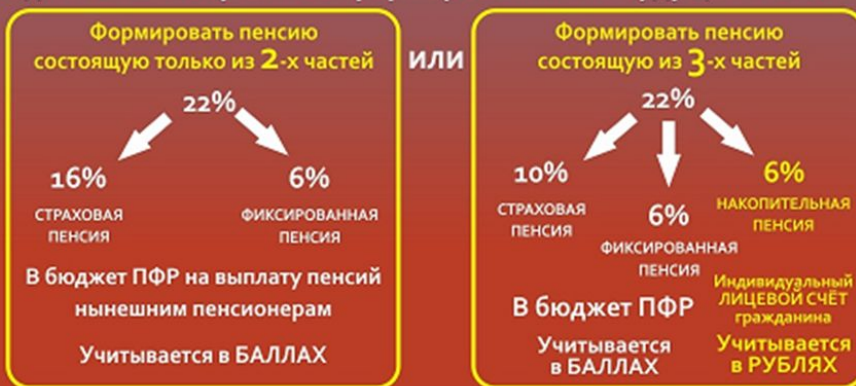 Формировать пенсию
состоящую только из 2-х частей
22%
16%
6%
СТРАХОВАЯ
ПЕНСИЯ
ФИКСИРОВАННАЯ
ПЕНСИЯ
В бюджет ПФР на выплату пенсий
нынешним пенсионерам
Учитывается в БАЛЛАХ
ИЛИ
Формировать пенсию
состоящую из 3-х частей
22%
10%
СТРАХОВАЯ
ПЕНСИЯ
6%
ФИКСИРОВАННАЯ
ПЕНСИЯ
6%
НАКОПИТЕЛЬНАЯ
ПЕНСИЯ
В бюджет ПФР
Учитывается
в БАЛЛАХ
Индивидуальный
ЛИЦЕВОЙ СЧЁТ
гражданина
Учитывается
в РУБЛЯХ